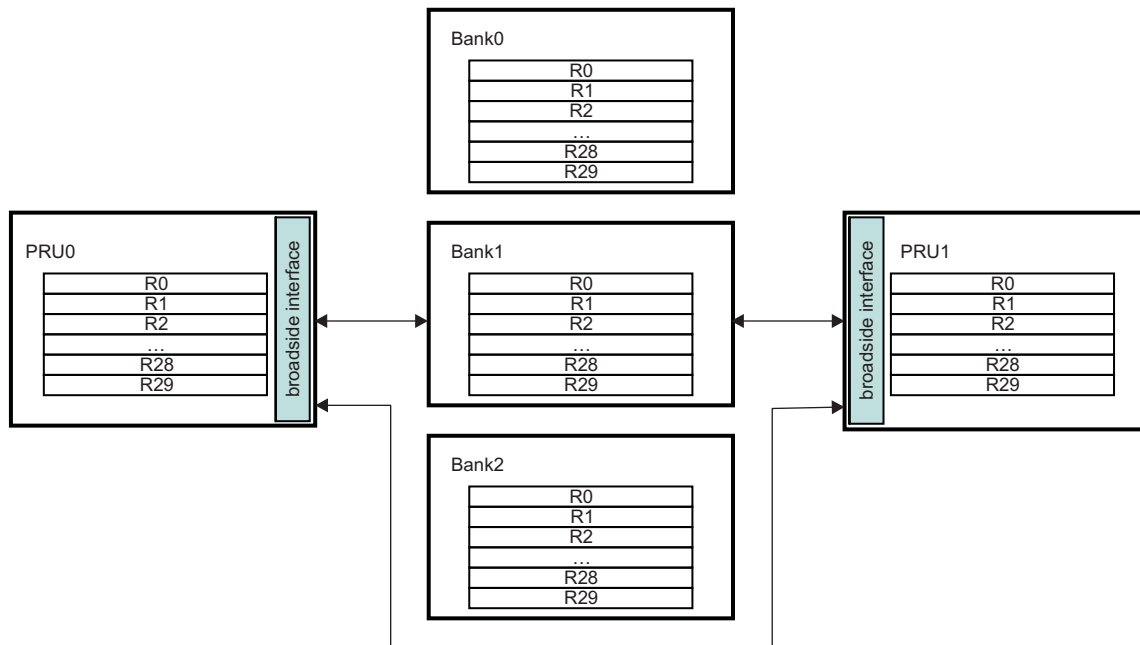 Bank0
R0
R1
R2
...
R28
R29
PRU0
R0
R1
R2
...
R28
R29
broadside interface
Bank1
R0
R1
R2
...
R28
R29
broadside interface
PRU1
R0
R1
R2
...
R28
R29
Bank2
R0
R1
R2
...
R28
R29